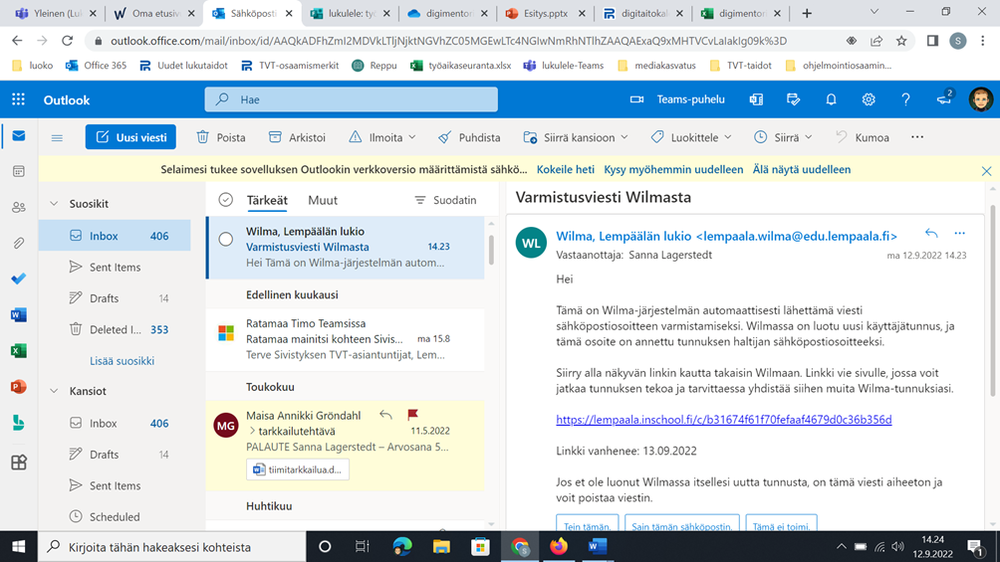 Yleinen (Luk
Oma etusiv
Sähköposti
lukulele: työ
digimentor
Esitys.pptx
digitaitokal
digimentor
outlook.office.com/mail/inbox/id/AAQkADFhZmI2MDVkLTljNjktNGVhZC05MGEwLTc4NGIwNmRhNTlhZAAQAExaQ9xMHTVCvLaIakIg09k%3D
S
luoko
Office 365
Uudet lukutaidot
TVT-osaamismerkit
Reppu
työaikaseuranta.xlsx
lukulele-Teams
mediakasvatus
TVT-taidot
ohjelmointiosaamin...
Outlook
Hae
Teams-puhelu
2
Uusi viesti
Poista
Arkistoi
Ilmoita
Puhdista
Siirrä kansioon
Luokittele
Siirrä
Kumoa
Selaimesi tukee sovelluksen Outlookin verkkoversio määrittämistä sähkö... Kokeile heti Kysy myöhemmin uudelleen Älä näytä uudelleen
Suosikit
Inbox 406
Sent Items
Drafts 14
Deleted I... 353
Lisää suosikki
Kansiot
Inbox 406
Drafts 14
Sent Items
Scheduled
Tärkeät Muut Suodatin
Wilma, Lempäälän lukio
Varmistusviesti Wilmasta 14.23
Hei Tämä on Wilma-järjestelmän autom...
Edellinen kuukausi
Ratamaa Timo Teamsissa
Ratamaa mainitsi kohteen Sivis... ma 15.8
Terve Sivistyksen TVT-asiantuntijat, Lem...
Toukokuu
MG
Maisa Annikki Gröndahl
tarkkailutehtävä 11.5.2022
PALAUTE Sanna Lagerstedt – Arvosana 5...
tiimitarkkailua.d...
Huhtikuu
Varmistusviesti Wilmasta
WL
Wilma, Lempäälän lukio <lempaala.wilma@edu.lempaala.fi>
Vastaanottaja: Sanna Lagerstedt
ma 12.9.2022 14.23
Hei
Tämä on Wilma-järjestelmän automaattisesti lähettämä viesti
sähköpostiosoitteen varmistamiseksi. Wilmassa on luotu uusi käyttäjätunnus, ja
tämä osoite on annettu tunnuksen haltijan sähköpostiosoitteeksi.
Siirry alla näkyvän linkin kautta takaisin Wilmaan. Linkki vie sivulle, jossa voit
jatkaa tunnuksen tekoa ja tarvittaessa yhdistää siihen muita Wilma-tunnuksiasi.
https://lempaala.inschool.fi/c/b31674f61f70fefaaf4679d0c36b356d
Linkki vanhenee: 13.09.2022
Jos et ole luonut Wilmassa itsellesi uutta tunnusta, on tämä viesti aiheeton ja
voit poistaa viestin.
Tein tämän.
Sain tämän sähköpostin.
Tämä ei toimi.
Kirjoita tähän hakeaksesi kohteista
14.24
12.9.2022
1